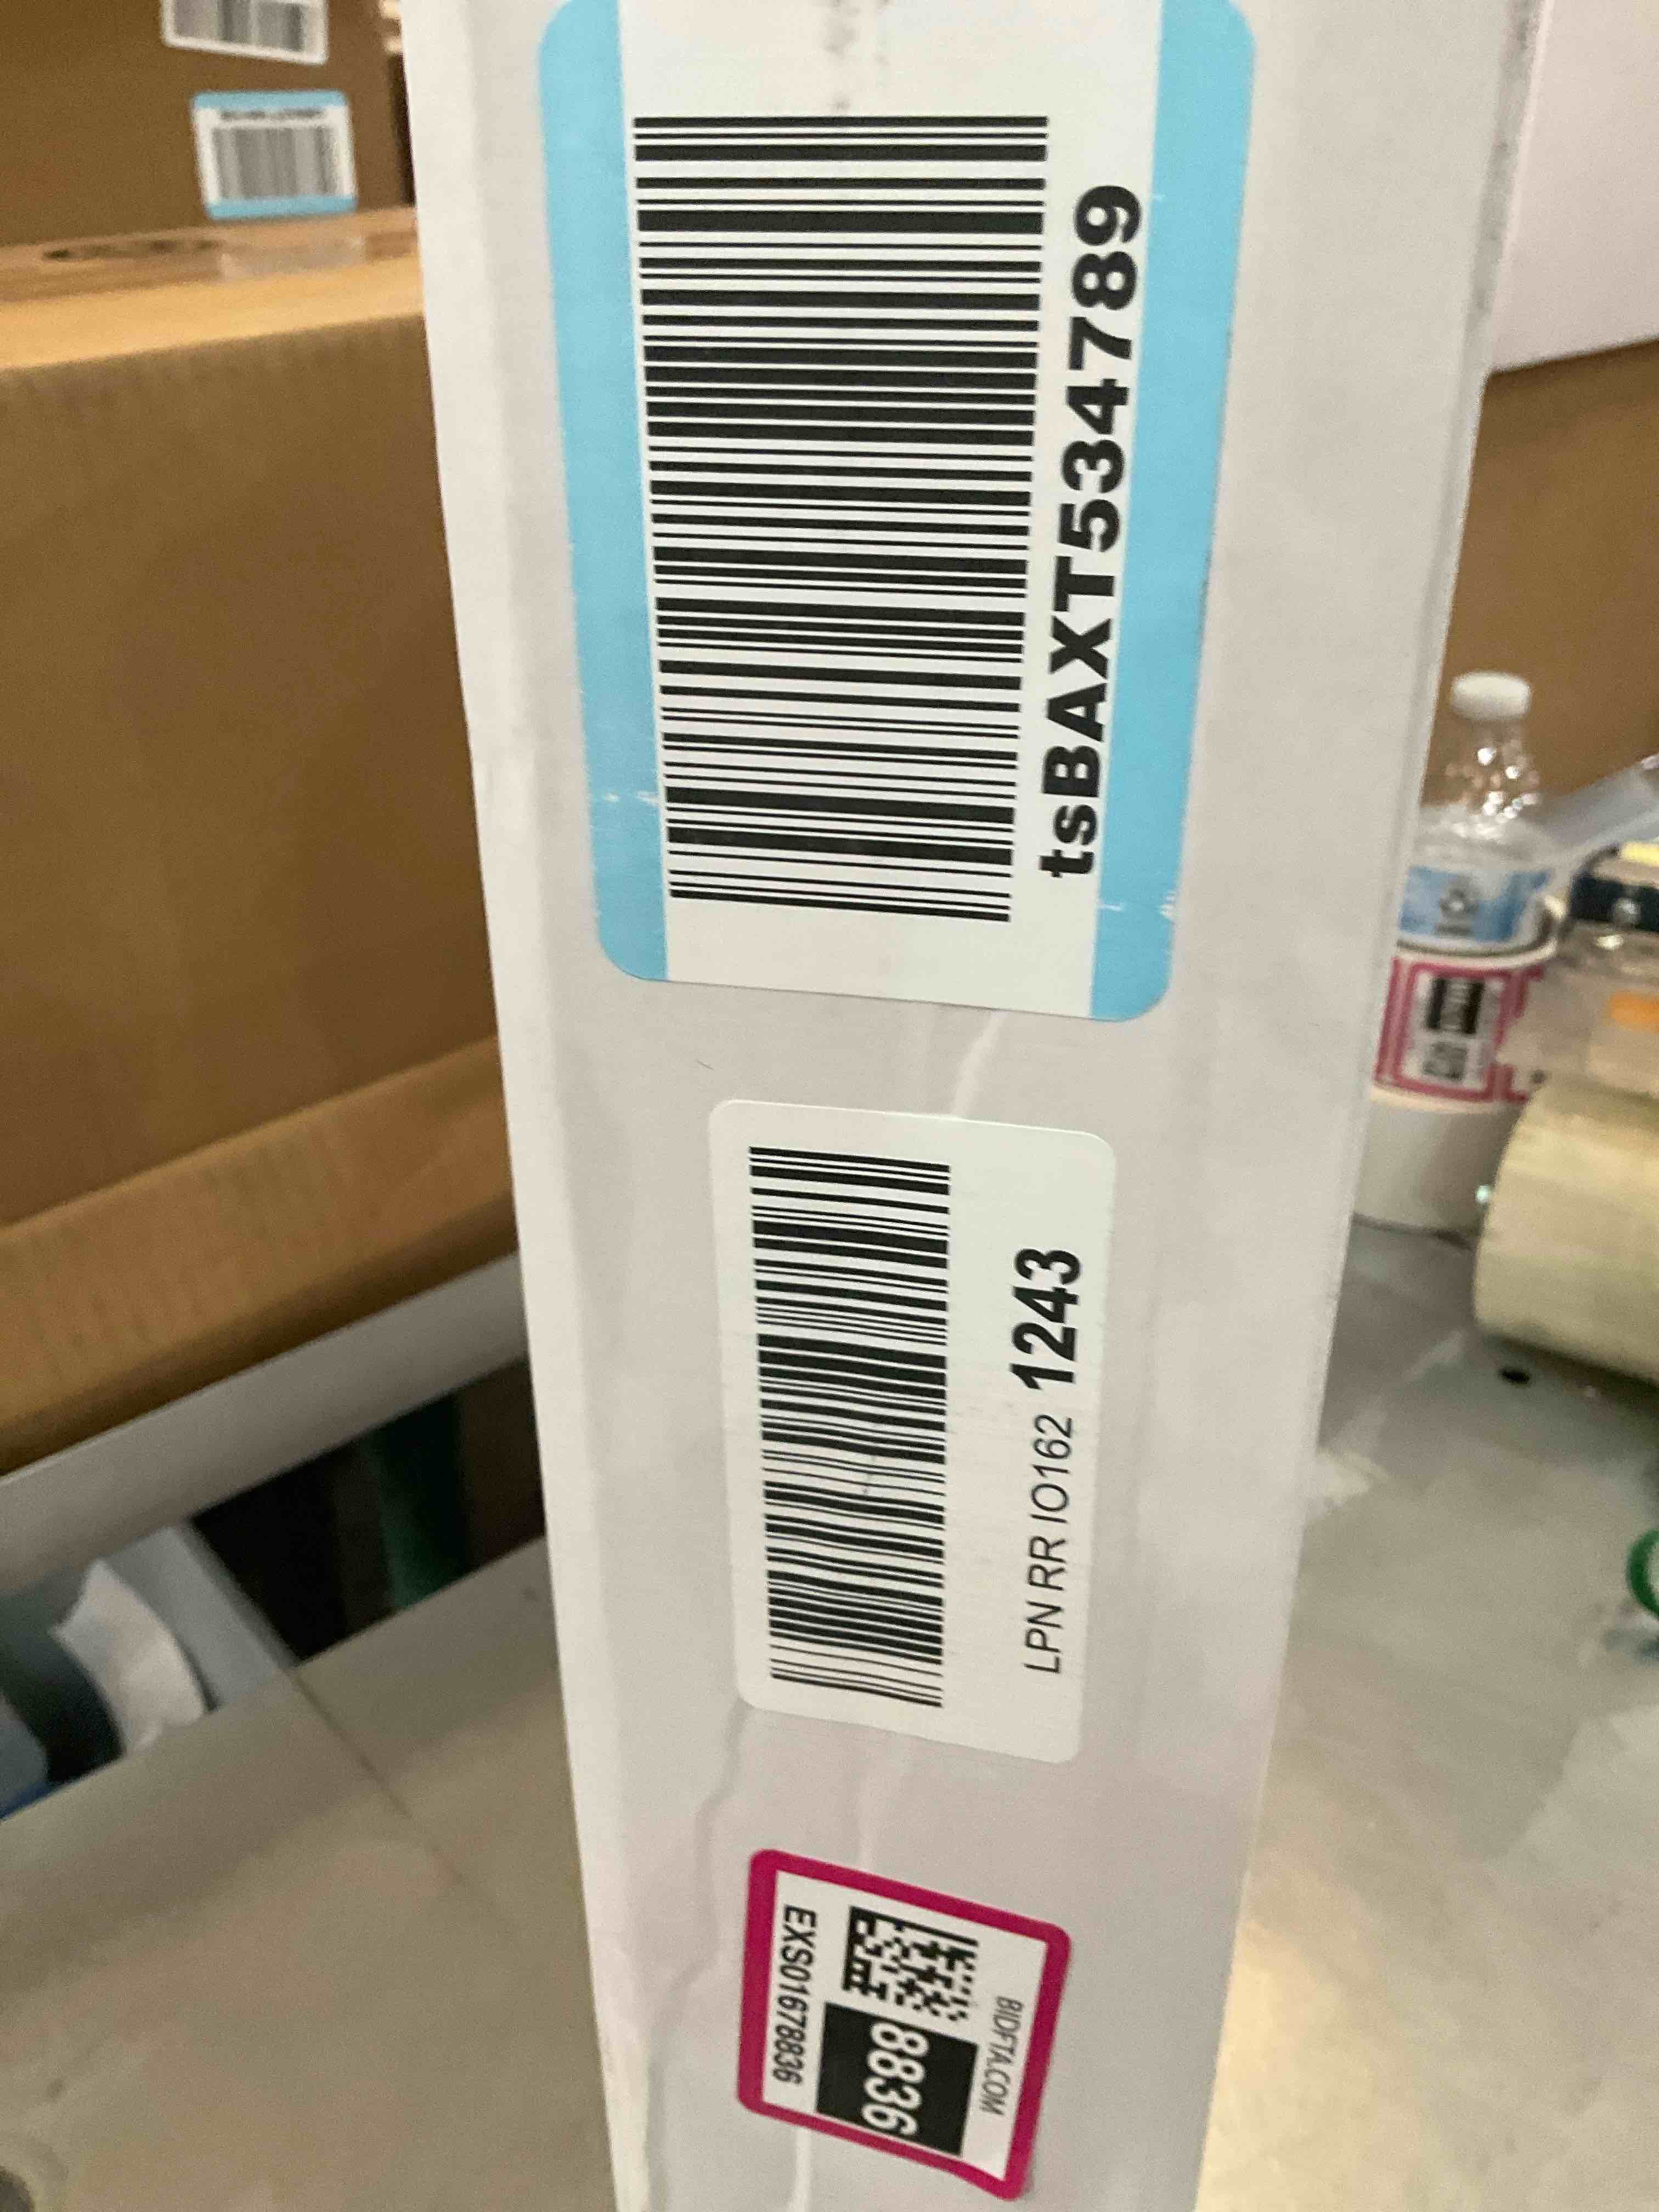 tsBAXT534789
LPN RR IO162 1243
BIDFTA.COM
8836
EXS01678836